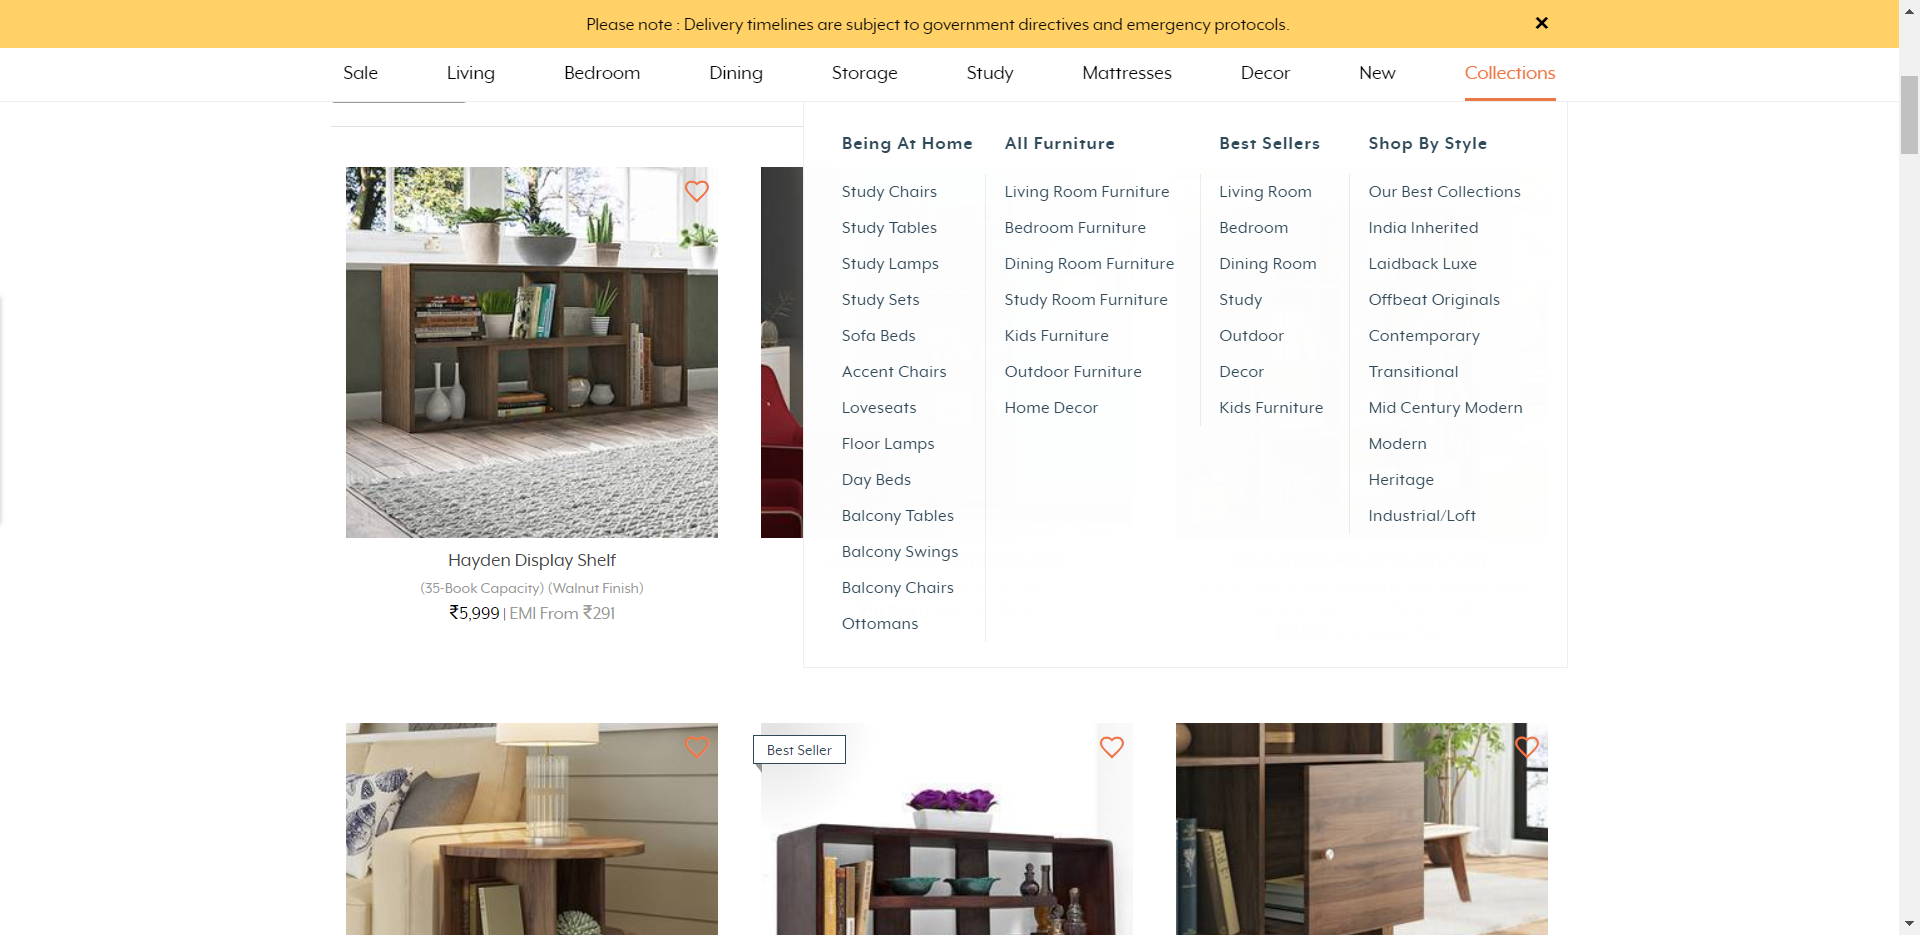 Please note : Delivery timelines are subject to government directives and emergency protocols.
×
Sale Living Bedroom Dining Storage Study Mattresses Decor New Collections
Being At Home
Study Chairs
Study Tables
Study Lamps
Study Sets
Sofa Beds
Accent Chairs
Loveseats
Floor Lamps
Day Beds
Balcony Tables
Balcony Swings
Balcony Chairs
Ottomans
All Furniture
Living Room Furniture
Bedroom Furniture
Dining Room Furniture
Study Room Furniture
Kids Furniture
Outdoor Furniture
Home Decor
Best Sellers
Living Room
Bedroom
Dining Room
Study
Outdoor
Decor
Kids Furniture
Shop By Style
Our Best Collections
India Inherited
Laidback Luxe
Offbeat Originals
Contemporary
Transitional
Mid Century Modern
Modern
Heritage
Industrial/Loft
Hayden Display Shelf
(35-Book Capacity) (Walnut Finish)
₹5,999 | EMI From ₹291
Best Seller